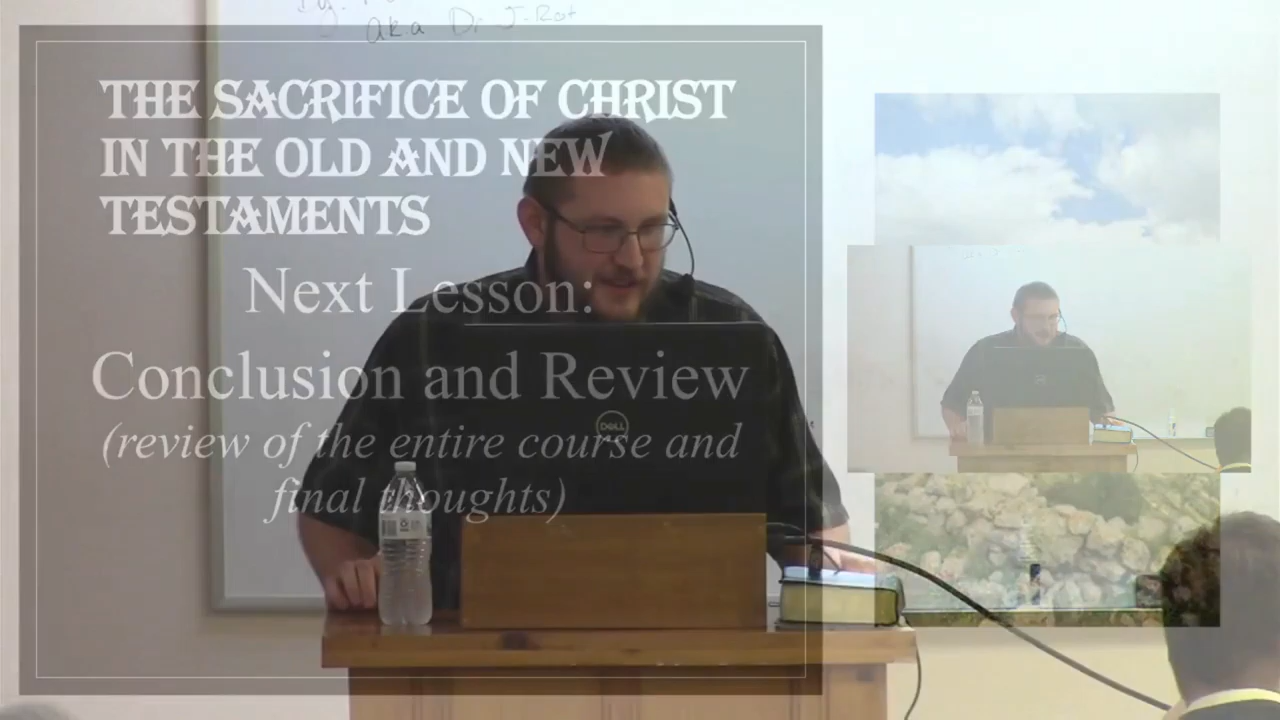 Aka Dr J. Rot
THE SACRIFICE OF CHRIST
IN THE OLD AND NEW
TESTAMENTS
Next Lesson:
Conclusion and Review
(review of the entire course and
final thoughts)
DELL